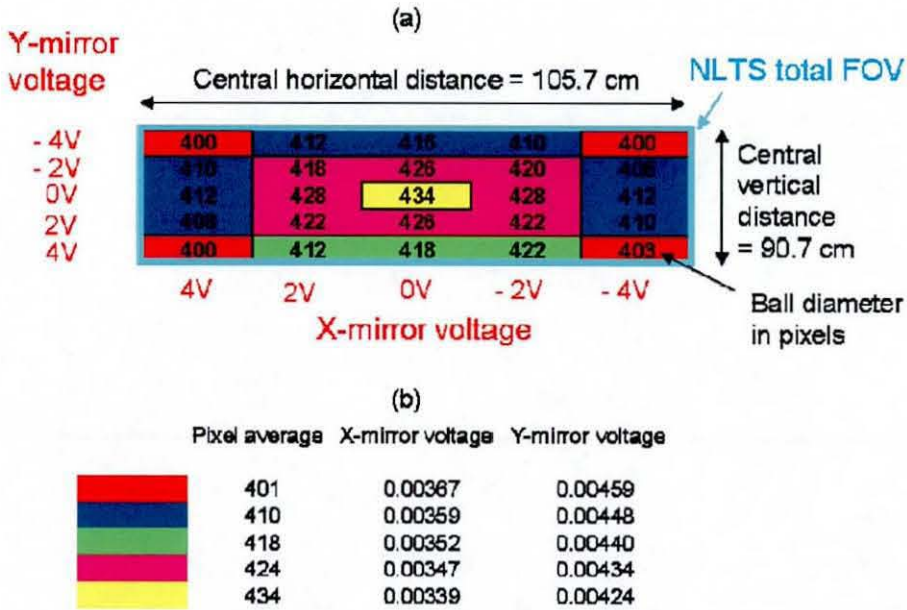 (a)
Y-mirror voltage
Central horizontal distance = 105.7 cm
NLTS total FOV
- 4V 400 412 416 410 400
- 2V 410 418 426 420
0V 412 428 434 428 412
2V 408 422 426 422 410
4V 400 412 418 422 403
4V 2V 0V - 2V - 4V
X-mirror voltage
Central vertical distance = 90.7 cm
Ball diameter in pixels
(b)
Pixel average X-mirror voltage Y-mirror voltage
401 0.00367 0.00459
410 0.00359 0.00448
418 0.00352 0.00440
424 0.00347 0.00434
434 0.00339 0.00424